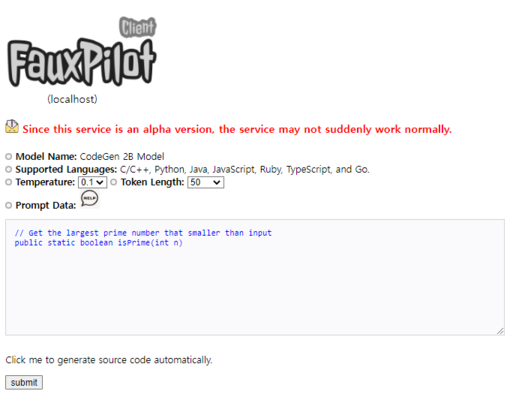 Client
FauxPilot
(localhost)
Since this service is an alpha version, the service may not suddenly work normally.
Model Name: CodeGen 2B Model
Supported Languages: C/C++, Python, Java, JavaScript, Ruby, TypeScript, and Go.
Temperature: 0.1 Token Length: 50
Prompt Data: HELP
// Get the largest prime number that smaller than input
public static boolean isPrime(int n)
Click me to generate source code automatically.
submit